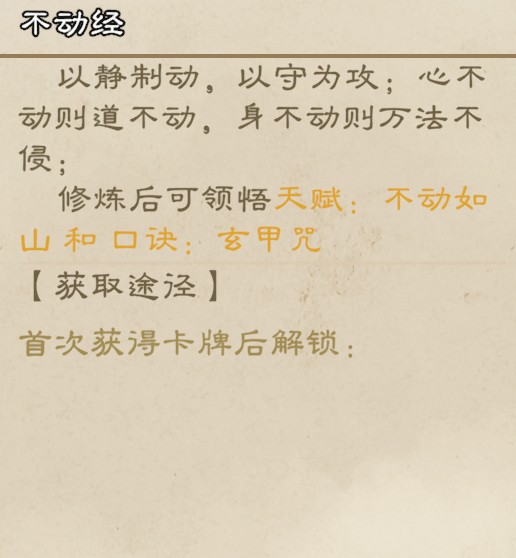 不动经
以静制动，以守为攻；心不
动则道不动，身不动则万法不
侵；
修炼后可领悟天赋：不动如
山 和 口诀：玄甲咒
【获取途径】
首次获得卡牌后解锁：